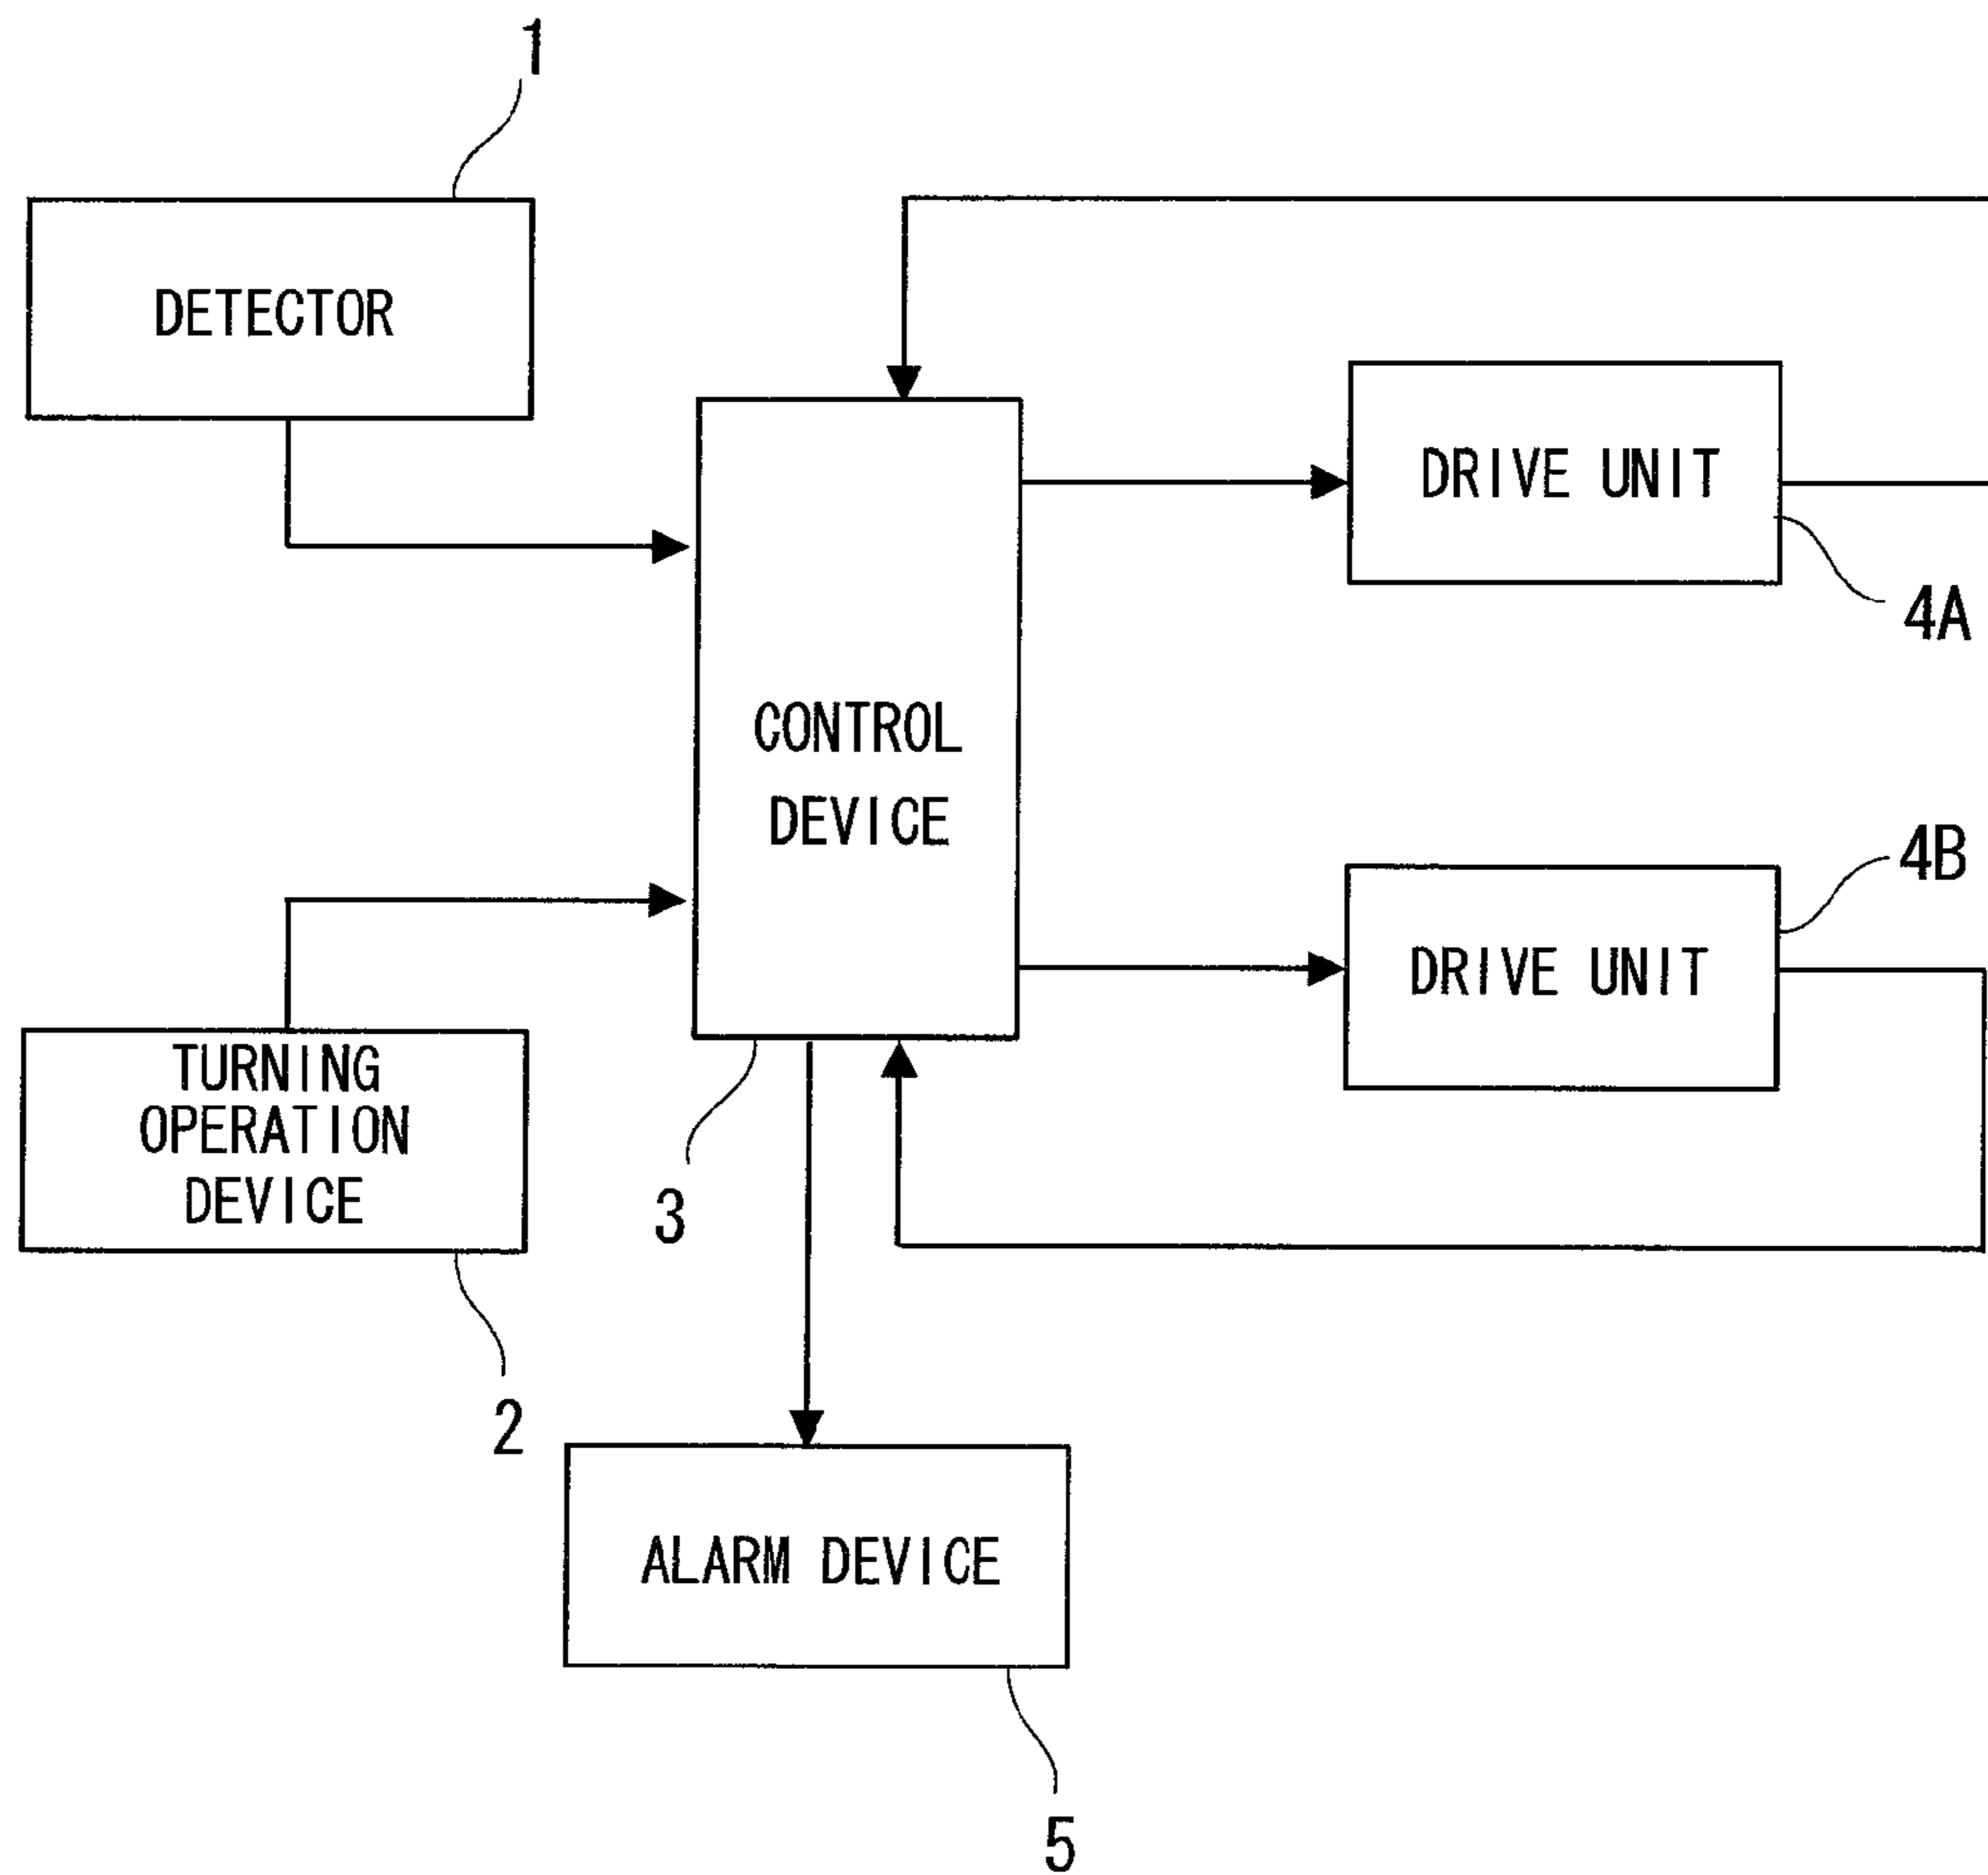 1
DETECTOR
DRIVE UNIT
4A
CONTROL
DEVICE
4B
DRIVE UNIT
TURNING
OPERATION
DEVICE
3
2
ALARM DEVICE
5